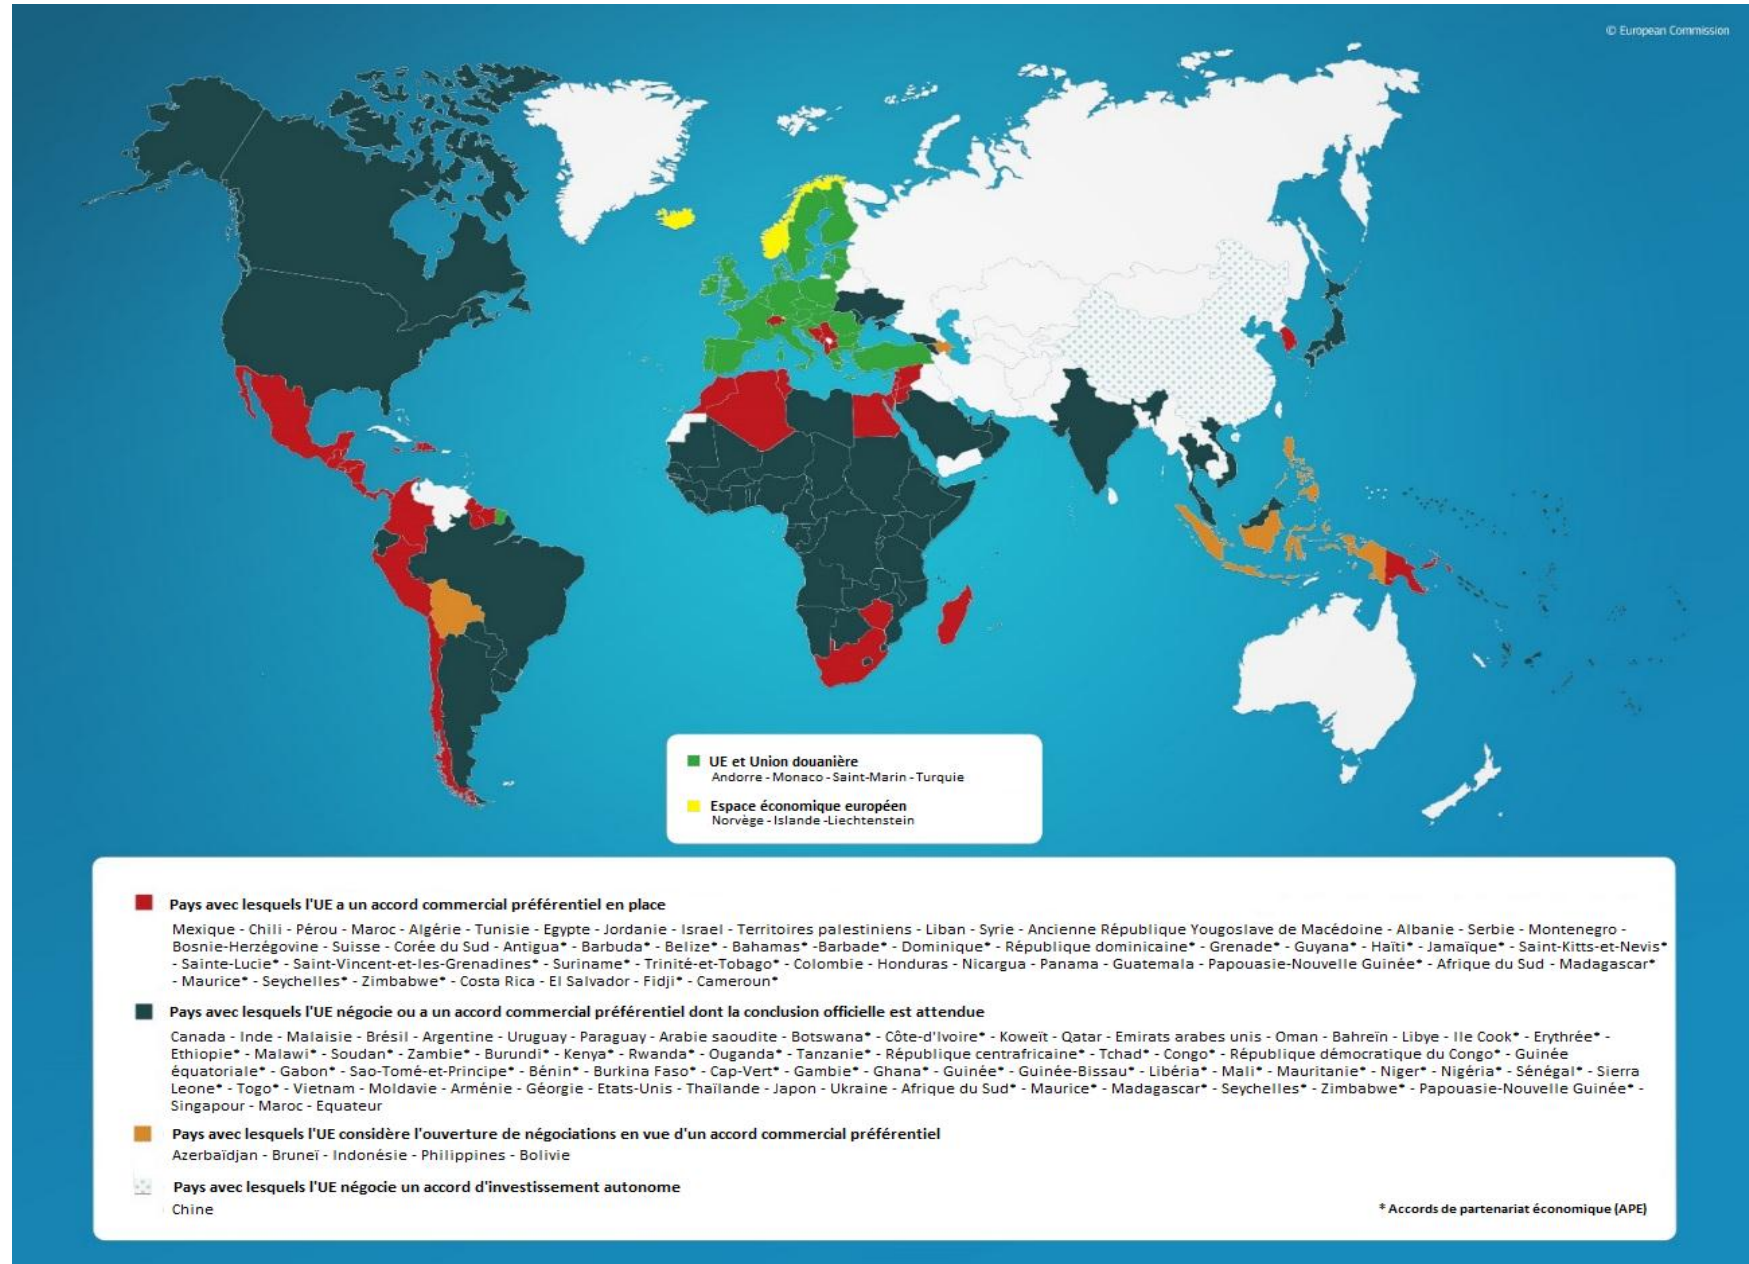 © European Commission
UE et Union douanière
Andorre - Monaco - Saint-Marin - Turquie
Espace économique européen
Norvège - Islande -Liechtenstein
Pays avec lesquels l'UE a un accord commercial préférentiel en place
Mexique - Chili - Pérou - Maroc - Algérie - Tunisie - Egypte - Jordanie - Israel - Territoires palestiniens - Liban - Syrie - Ancienne République Yougoslave de Macédoine - Albanie - Serbie - Montenegro -
Bosnie-Herzégovine - Suisse - Corée du Sud - Antigua* - Barbuda* - Belize* - Bahamas* -Barbade* - Dominique* - République dominicaine* - Grenade* - Guyana* - Haïti* - Jamaïque* - Saint-Kitts-et-Nevis*
- Sainte-Lucie* - Saint-Vincent-et-les-Grenadines* - Suriname* - Trinité-et-Tobago* - Colombie - Honduras - Nicargua - Panama - Guatemala - Papouasie-Nouvelle Guinée* - Afrique du Sud - Madagascar*
- Maurice* - Seychelles* - Zimbabwe* - Costa Rica - El Salvador - Fidji* - Cameroun*
Pays avec lesquels l'UE négocie ou a un accord commercial préférentiel dont la conclusion officielle est attendue
Canada - Inde - Malaisie - Brésil - Argentine - Uruguay - Paraguay - Arabie saoudite - Botswana* - Côte-d'Ivoire* - Koweït - Qatar - Emirats arabes unis - Oman - Bahreïn - Libye - Ile Cook* - Erythrée* -
Ethiopie* - Malawi* - Soudan* - Zambie* - Burundi* - Kenya* - Rwanda* - Ouganda* - Tanzanie* - République centrafricaine* - Tchad* - Congo* - République démocratique du Congo* - Guinée
équatoriale* - Gabon* - Sao-Tomé-et-Principe* - Bénin* - Burkina Faso* - Cap-Vert* - Gambie* - Ghana* - Guinée* - Guinée-Bissau* - Libéria* - Mali* - Mauritanie* - Niger* - Nigéria* - Sénégal* - Sierra
Leone* - Togo* - Vietnam - Moldavie - Arménie - Géorgie - Etats-Unis - Thaïlande - Japon - Ukraine - Afrique du Sud* - Maurice* - Madagascar* - Seychelles* - Zimbabwe* - Papouasie-Nouvelle Guinée* -
Singapour - Maroc - Equateur
Pays avec lesquels l'UE considère l'ouverture de négociations en vue d'un accord commercial préférentiel
Azerbaïdjan - Bruneï - Indonésie - Philippines - Bolivie
Pays avec lesquels l'UE négocie un accord d'investissement autonome
Chine
* Accords de partenariat économique (APE)